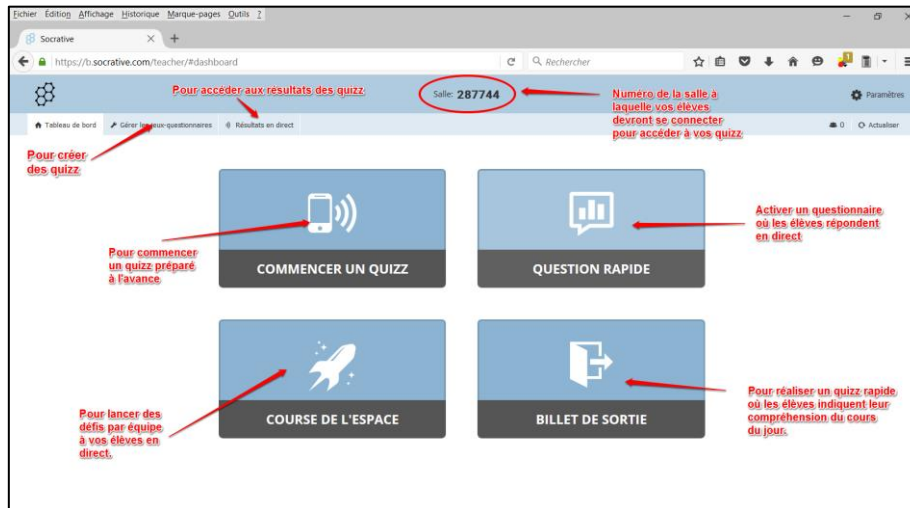 Fichier Édition Affichage Historique Marque-pages Outils ?
Socrative
https://b.socrative.com/teacher/#dashboard
Rechercher
1
Pour accéder aux résultats des quizz
Salle: 287744
Numéro de la salle à
laquelle vos élèves
devront se connecter
pour accéder à vos quizz
Paramètres
Tableau de bord
Gérer les jeux-questionnaires
Résultats en direct
0
Actualiser
Pour créer
des quizz
Pour commencer
un quizz préparé
à l'avance
COMMENCER UN QUIZZ
QUESTION RAPIDE
Activer un questionnaire
où les élèves répondent
en direct
Pour lancer des
défis par équipe
à vos élèves en
direct.
COURSE DE L'ESPACE
BILLET DE SORTIE
Pour réaliser un quizz rapide
où les élèves indiquent leur
compréhension du cours
du jour.